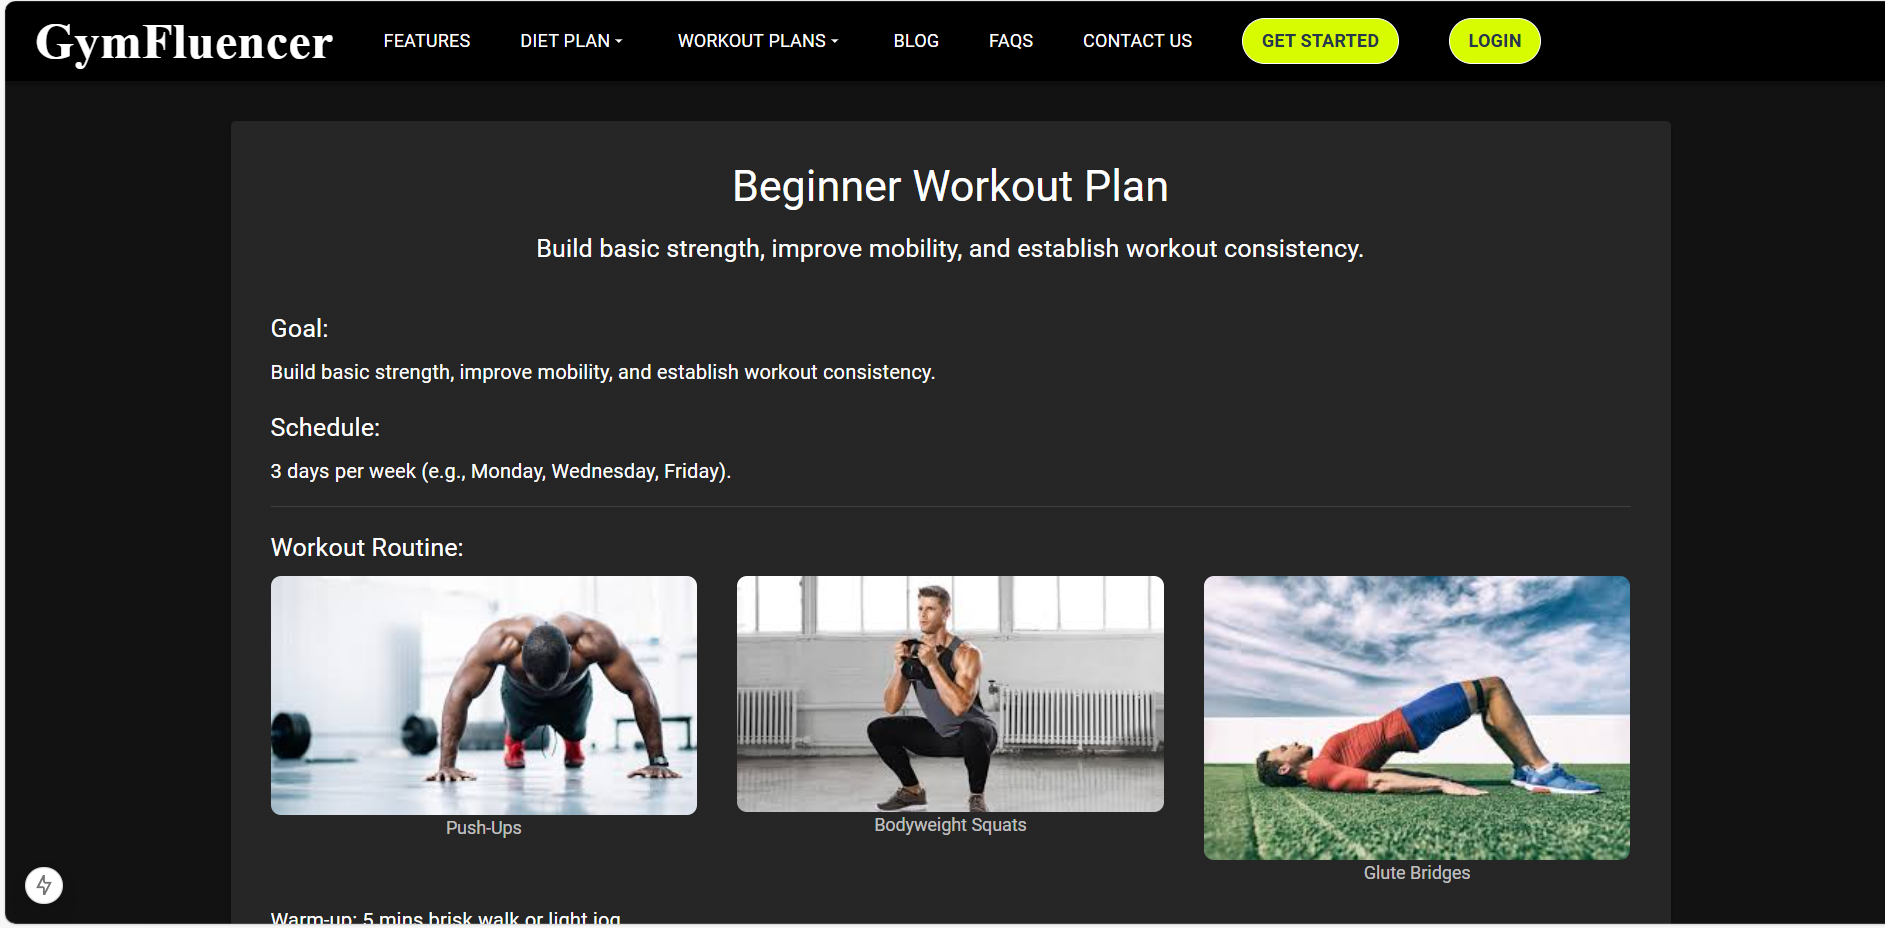 GymFluencer
FEATURES
DIET PLAN
WORKOUT PLANS
BLOG
FAQS
CONTACT US
GET STARTED
LOGIN
Beginner Workout Plan
Build basic strength, improve mobility, and establish workout consistency.
Goal:
Build basic strength, improve mobility, and establish workout consistency.
Schedule:
3 days per week (e.g., Monday, Wednesday, Friday).
Workout Routine:
Push-Ups
Bodyweight Squats
Glute Bridges
Warm-up: 5 mins brisk walk or light jog